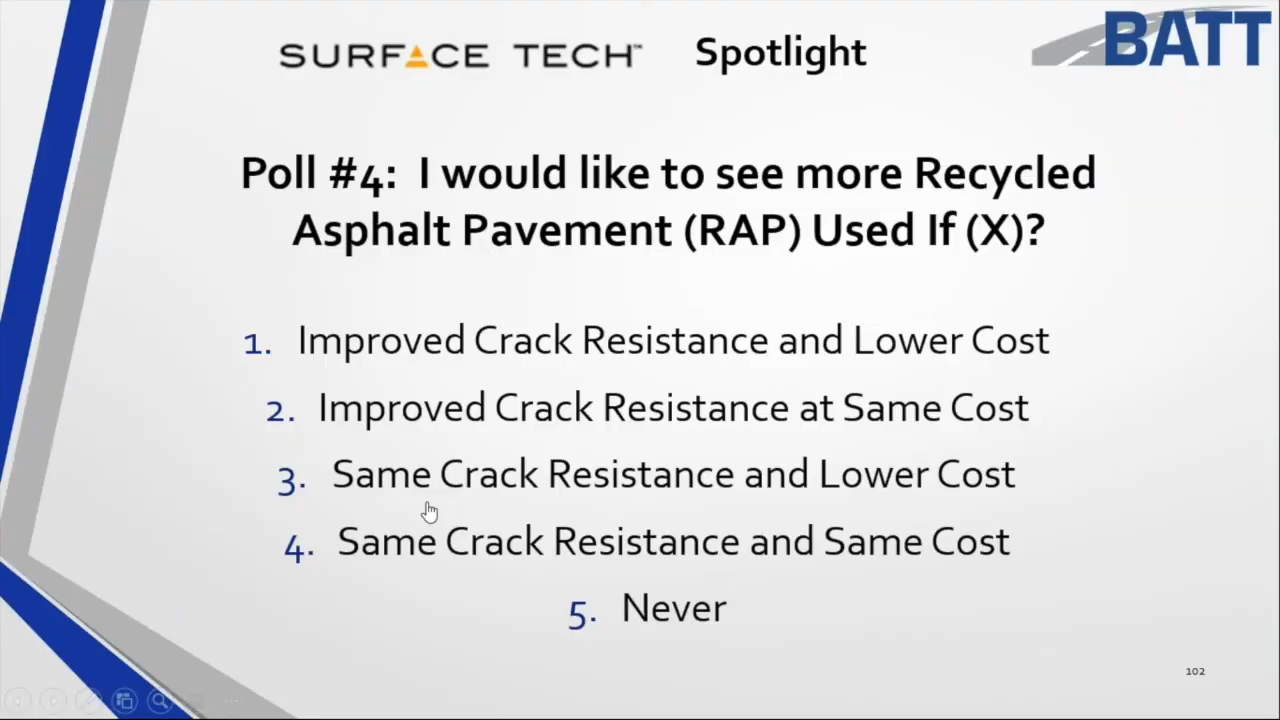 SURFACE TECH™ Spotlight
BATT
Poll #4: I would like to see more Recycled
Asphalt Pavement (RAP) Used If (X)?
1. Improved Crack Resistance and Lower Cost
2. Improved Crack Resistance at Same Cost
3. Same Crack Resistance and Lower Cost
4. Same Crack Resistance and Same Cost
5. Never
102